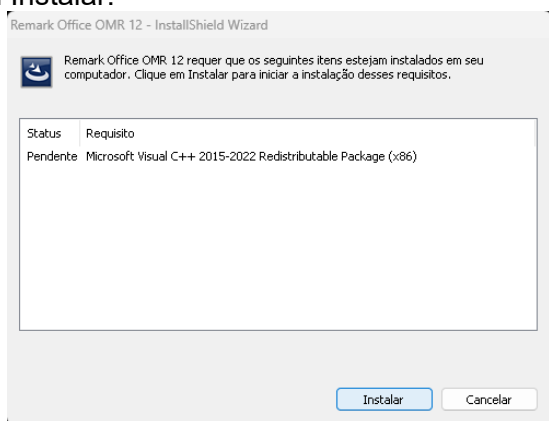 Instalar.
Remark Office OMR 12 - InstallShield Wizard
Remark Office OMR 12 requer que os seguintes itens estejam instalados em seu
computador. Clique em Instalar para iniciar a instalação desses requisitos.
Status Requisito
Pendente Microsoft Visual C++ 2015-2022 Redistributable Package (x86)
Instalar Cancelar